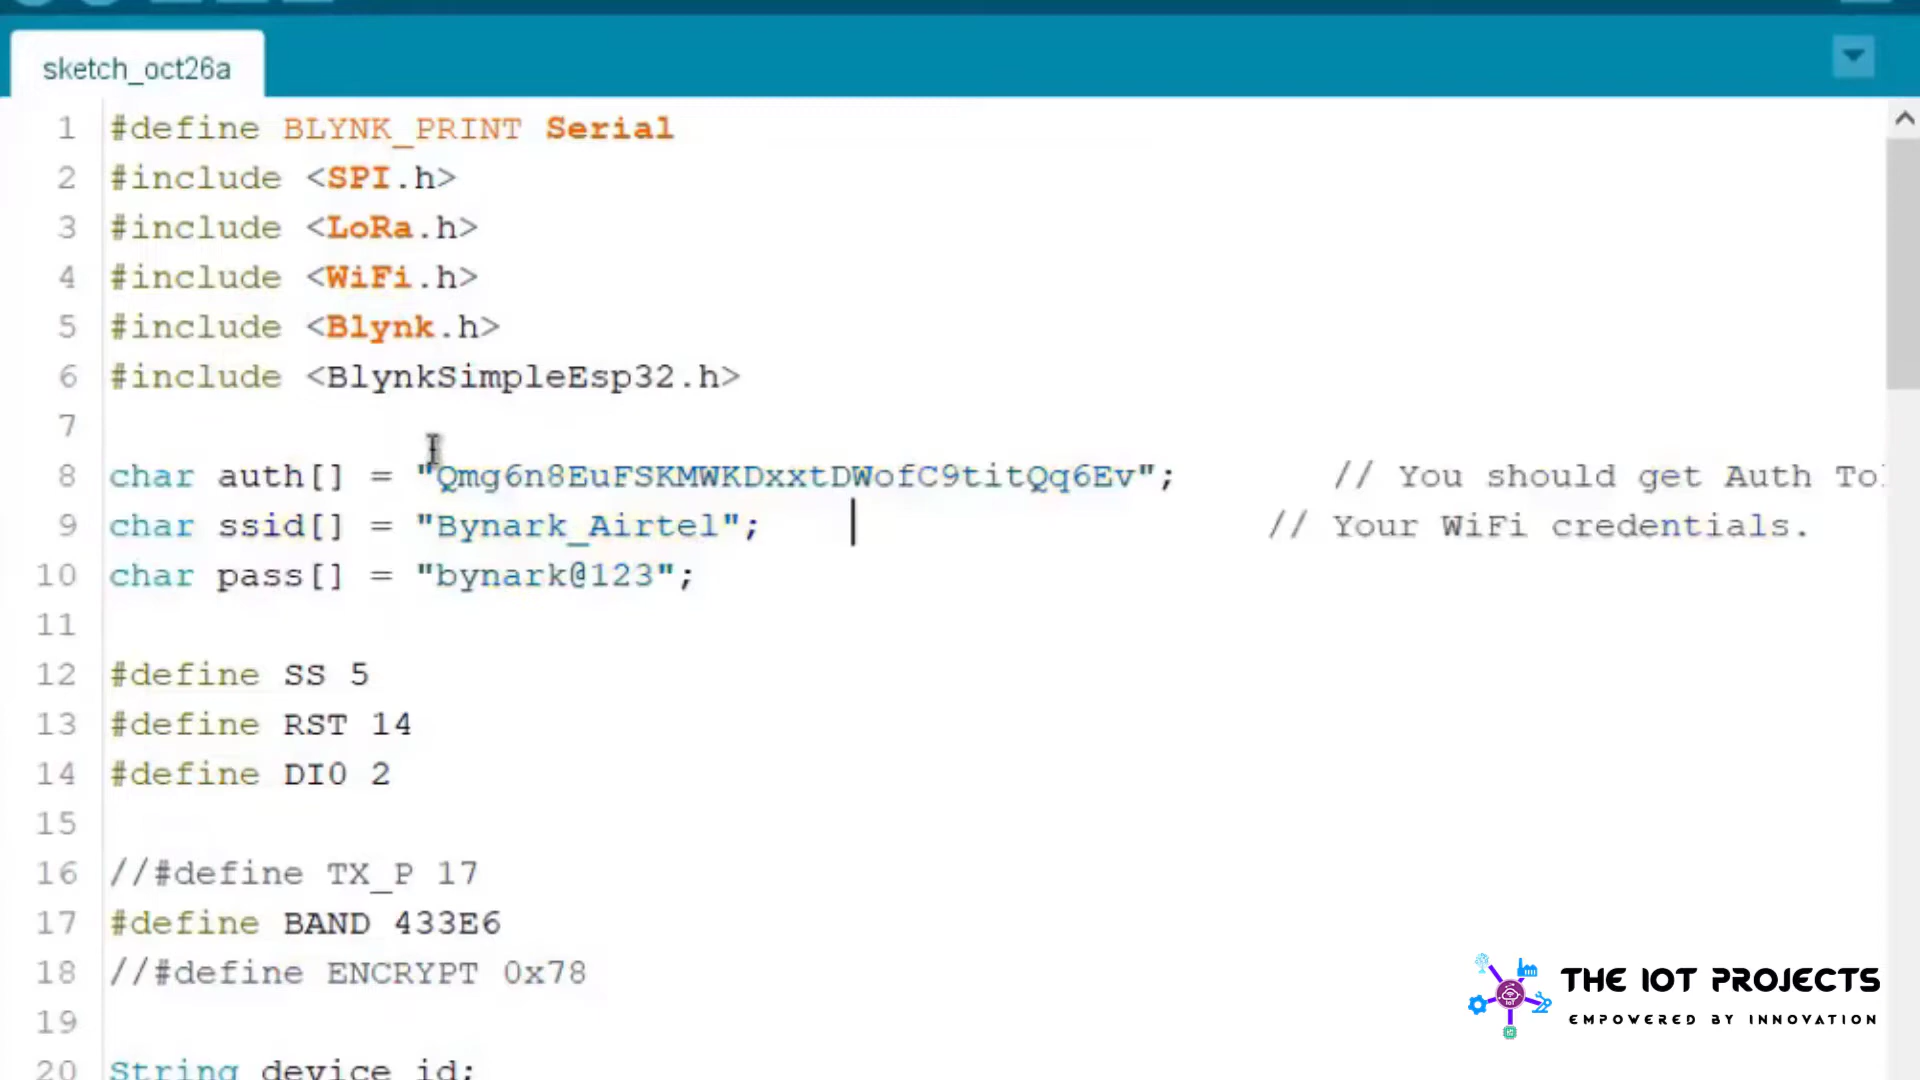 sketch_oct26a
1 #define BLYNK_PRINT Serial
2 #include <SPI.h>
3 #include <LoRa.h>
4 #include <WiFi.h>
5 #include <Blynk.h>
6 #include <BlynkSimpleEsp32.h>
7
8 char auth[] = "Qmg6n8EuFSKMWKDxxtDWofC9titQq6Ev"; // You should get Auth To
9 char ssid[] = "Bynark_Airtel"; // Your WiFi credentials.
10 char pass[] = "bynark@123";
11
12 #define SS 5
13 #define RST 14
14 #define DI0 2
15
16 //#define TX_P 17
17 #define BAND 433E6
18 //#define ENCRYPT 0x78
19
20 String device_id;
THE IOT PROJECTS
EMPOWERED BY INNOVATION